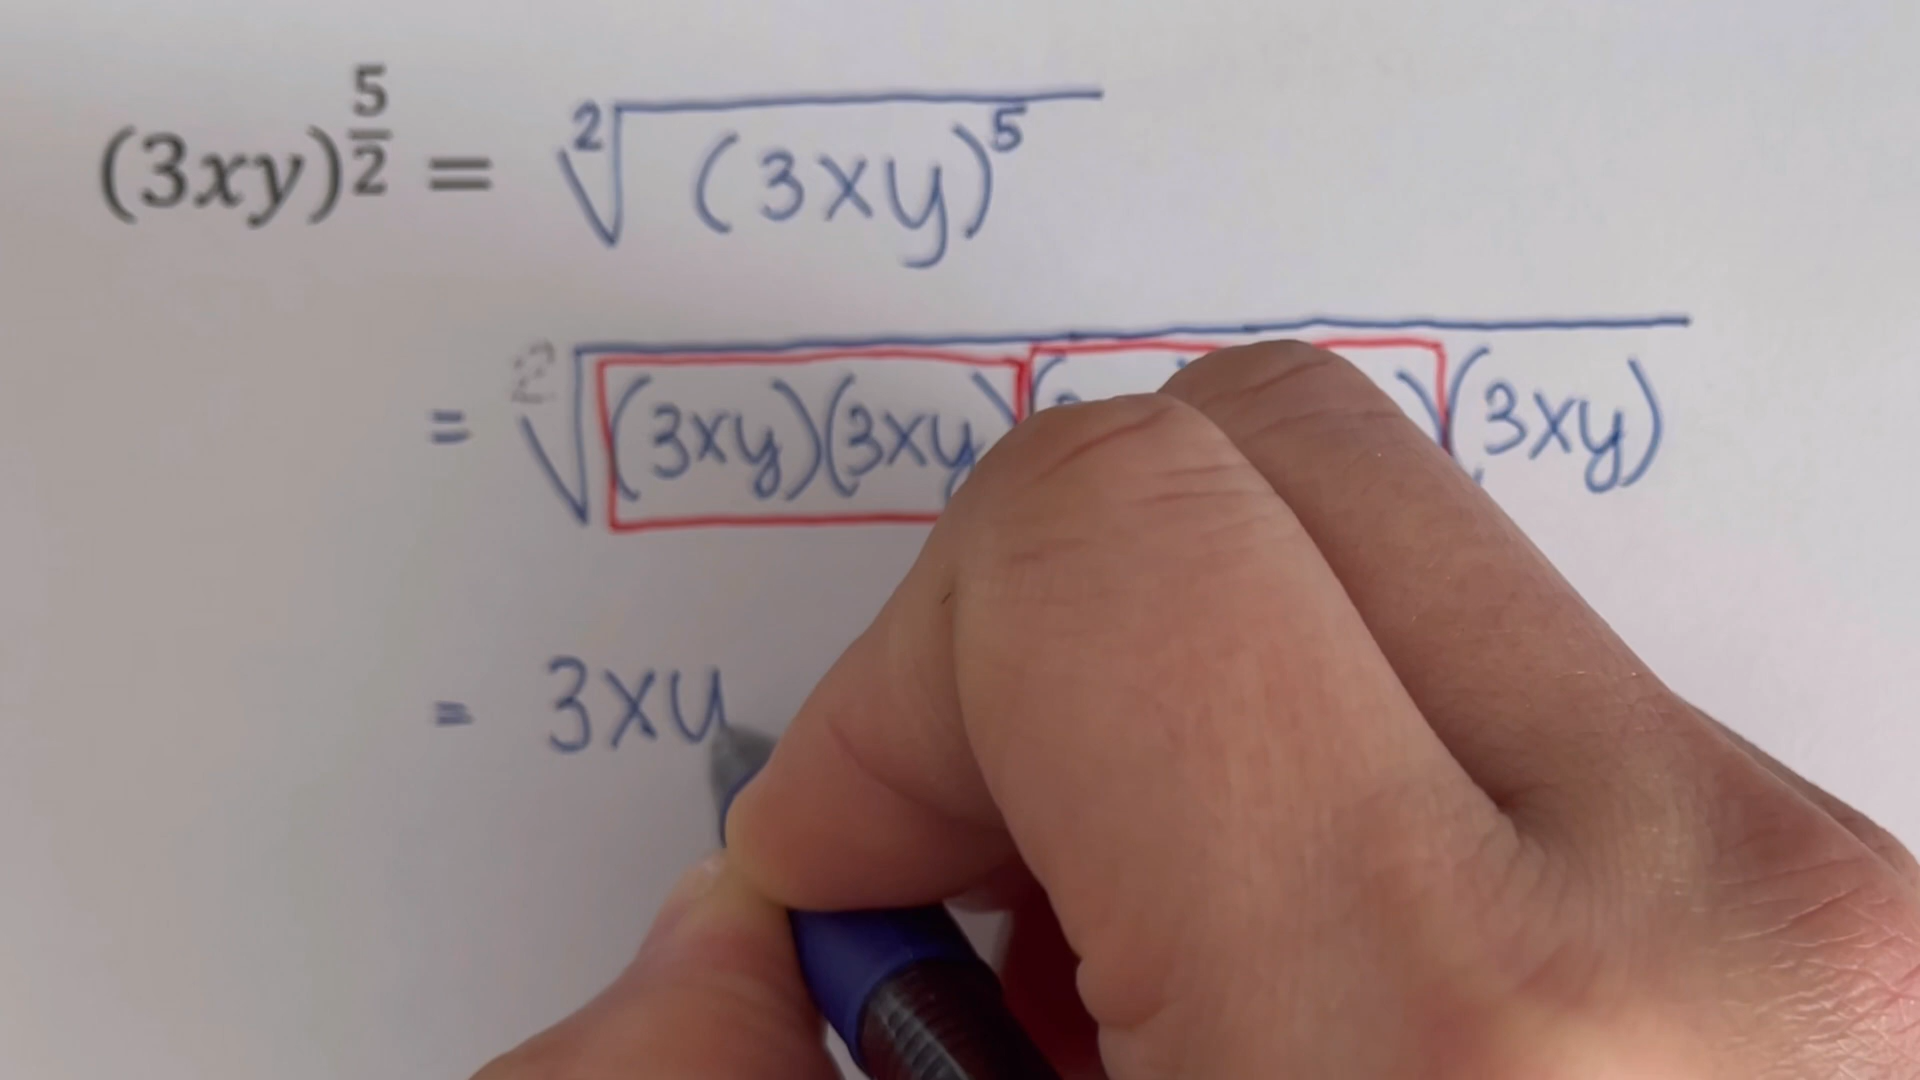 (3xy)^{5/2} = ²√(3xy)⁵
= ²√(3xy)(3xy) (3xy)
= 3xy